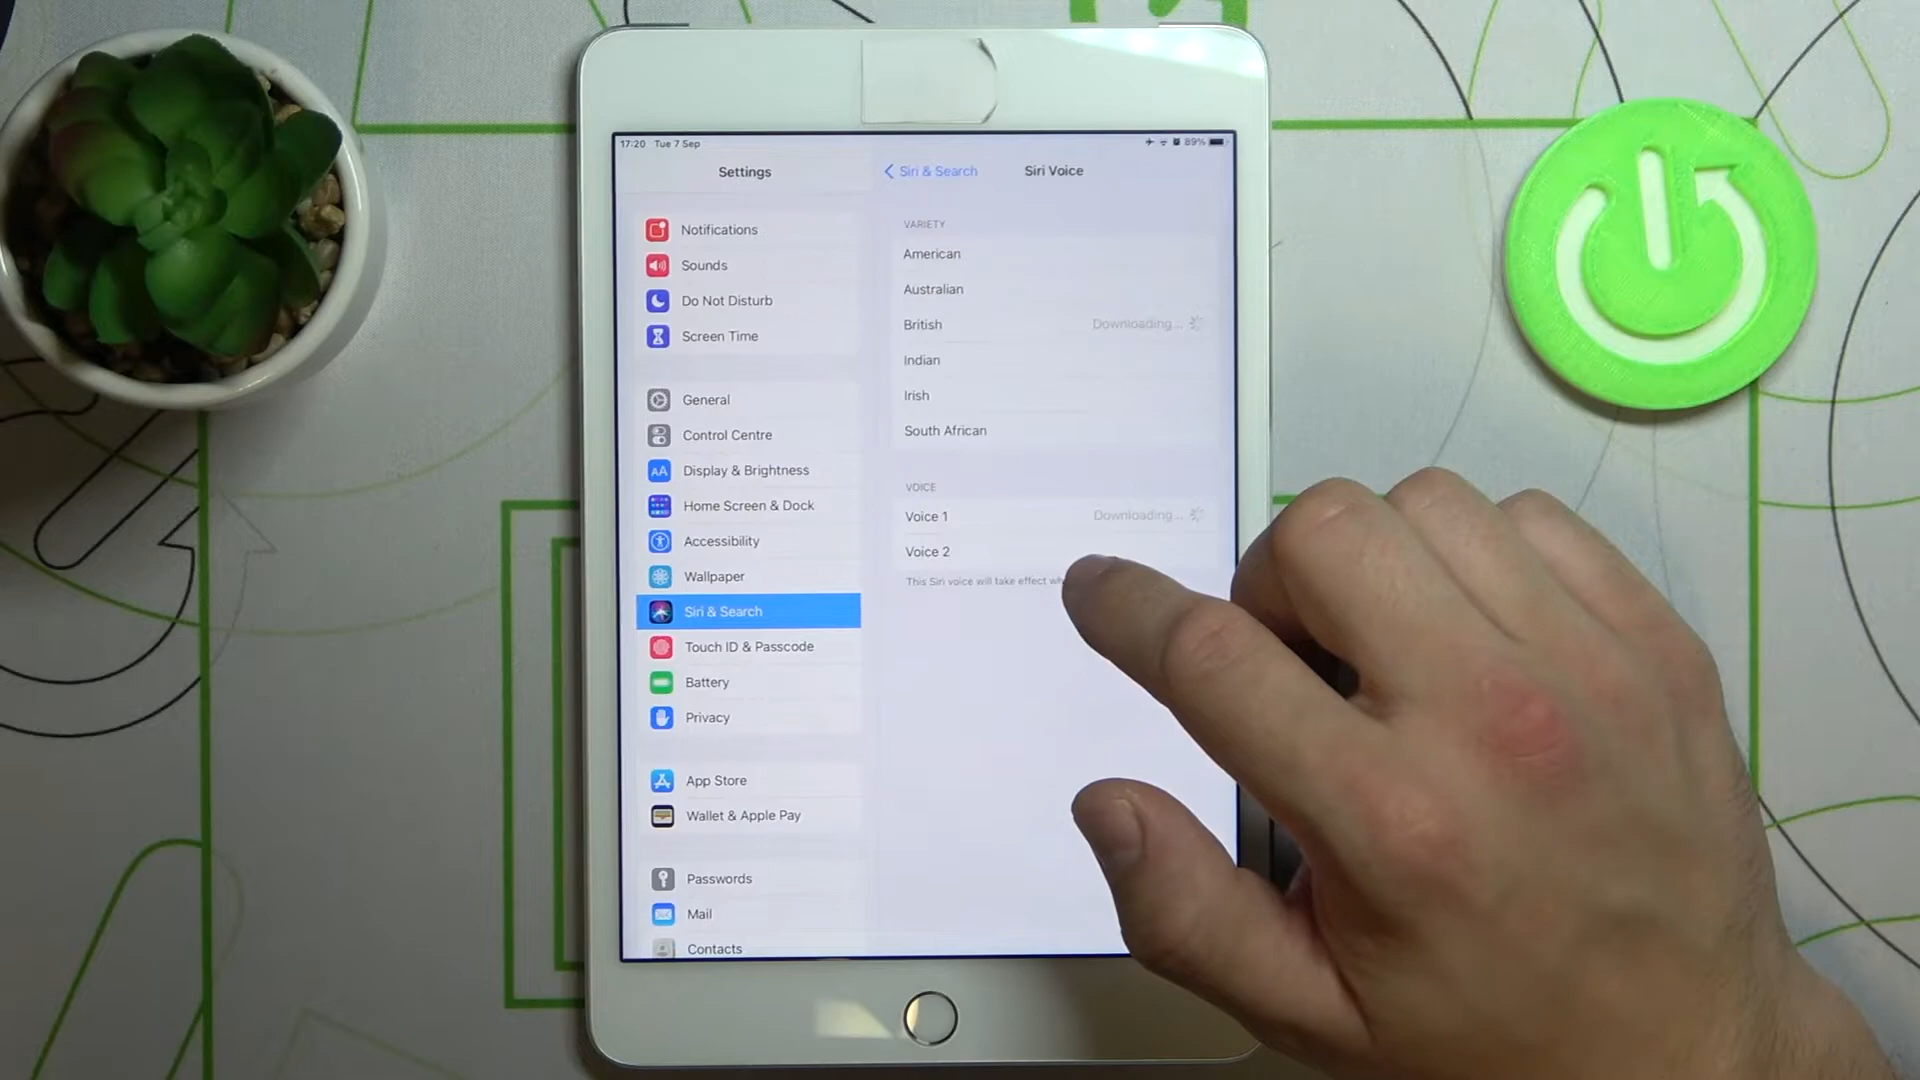 17:20 Tue 7 Sep
89%
Settings
Siri & Search
Siri Voice
Notifications
Sounds
Do Not Disturb
Screen Time
General
Control Centre
Display & Brightness
AA
Home Screen & Dock
Accessibility
Wallpaper
Siri & Search
Touch ID & Passcode
Battery
Privacy
App Store
Wallet & Apple Pay
Passwords
Mail
Contacts
VARIETY
American
Australian
British Downloading...
Indian
Irish
South African
VOICE
Voice 1 Downloading...
Voice 2
This Siri voice will take effect